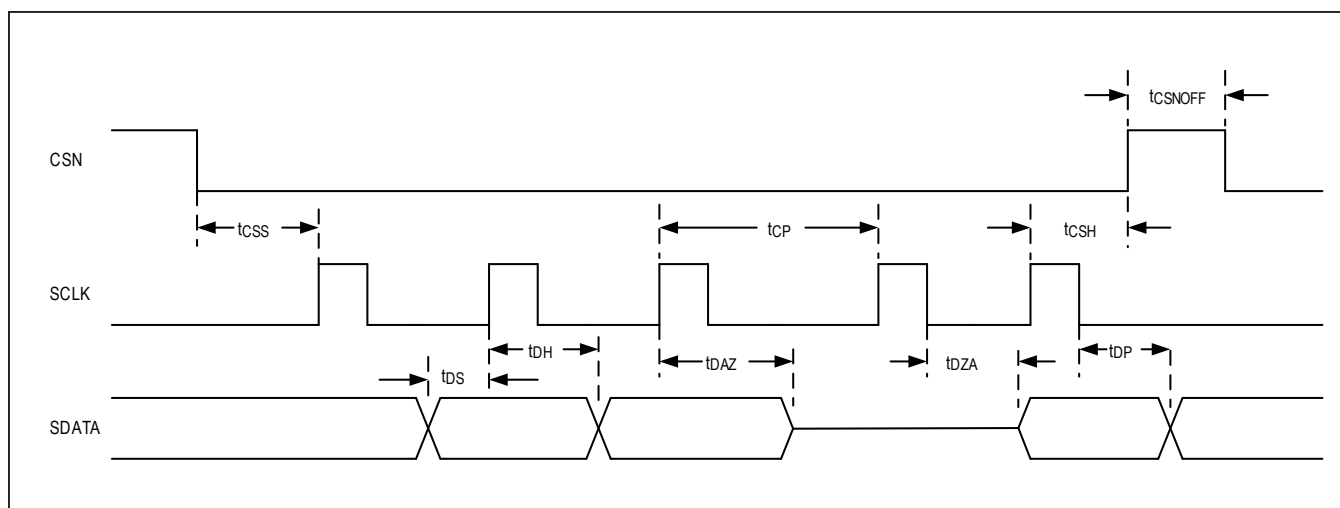 tCSNOFF
CSN
tCSS
tCP
tCSH
SCLK
tDH
tDAZ
tDZA
tDP
tDS
SDATA